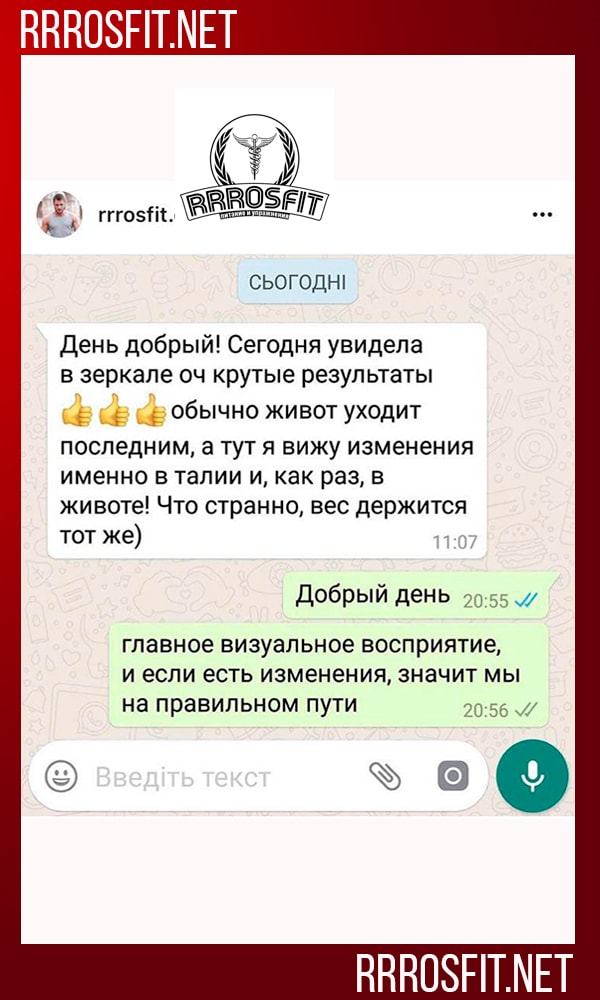 RRROSFIT.NET
RRROSFIT
питание и упражнения
rrrosfit.
СЬОГОДНІ
День добрый! Сегодня увидела
в зеркале оч крутые результаты
👍👍👍обычно живот уходит
последним, а тут я вижу изменения
именно в талии и, как раз, в
животе! Что странно, вес держится
тот же)
11:07
Добрый день 20:55
главное визуальное восприятие,
и если есть изменения, значит мы
на правильном пути 20:56
Введіть текст
RRROSFIT.NET